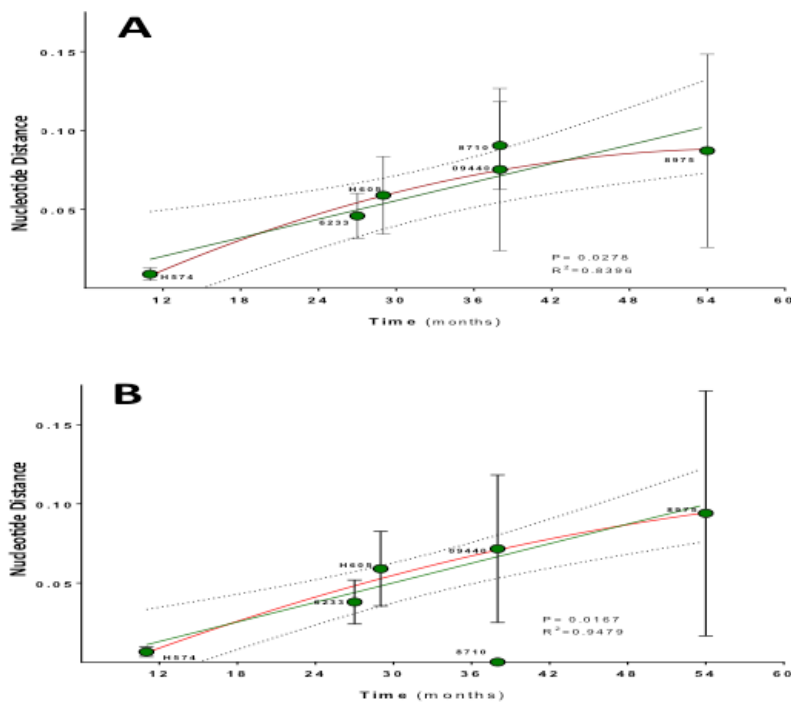 A
0.15
0.10
0.05
Nucleotide Distance
8710
09440
H605
6233
8975
H574
P= 0.0278
R²=0.8396
12 18 24 30 36 42 48 54 60
Time (months)
B
0.15
0.10
0.05
Nucleotide Distance
8975
H605
09440
6233
H574
8710
P= 0.0167
R²=0.9479
12 18 24 30 36 42 48 54 60
Time (months)